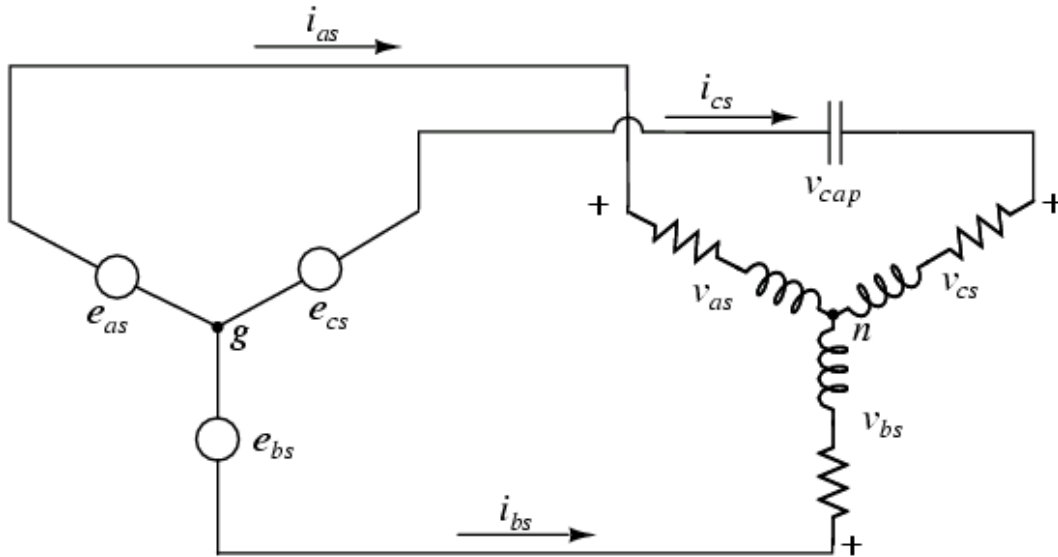 i_as
i_cs
v_cap
+
+
e_as
e_cs
g
v_as
v_cs
n
e_bs
v_bs
i_bs
+